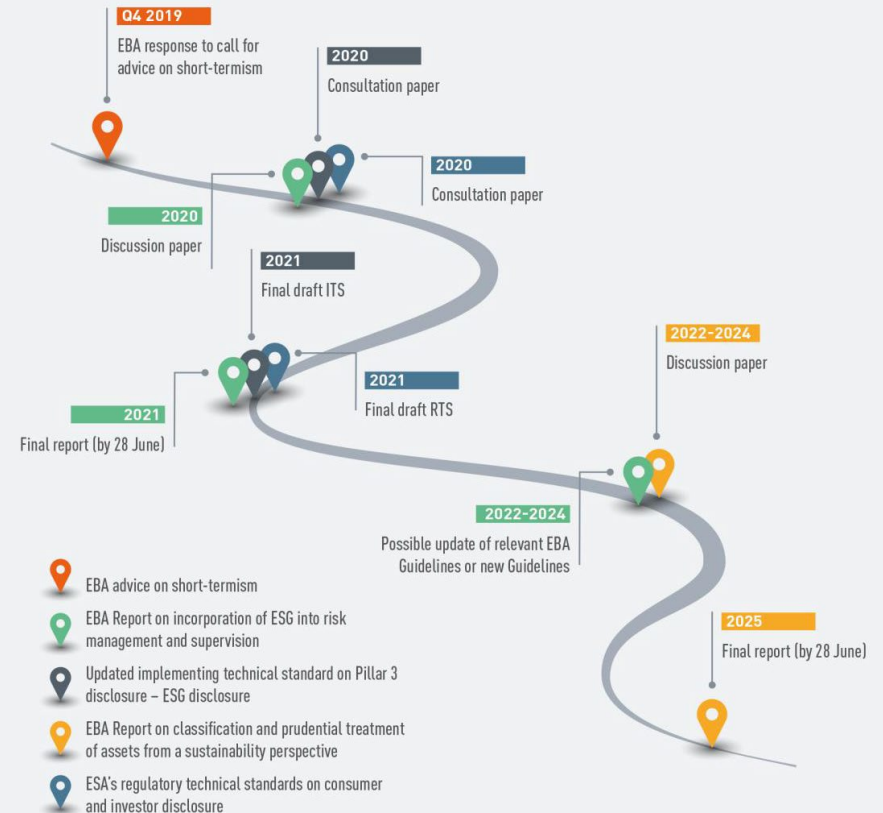 Q4 2019
EBA response to call for
advice on short-termism
2020
Consultation paper
2020
Consultation paper
2020
Discussion paper
2021
Final draft ITS
2021
Final draft RTS
2021
Final report (by 28 June)
2022-2024
Discussion paper
2022-2024
Possible update of relevant EBA
Guidelines or new Guidelines
2025
Final report (by 28 June)
EBA advice on short-termism
EBA Report on incorporation of ESG into risk
management and supervision
Updated implementing technical standard on Pillar 3
disclosure – ESG disclosure
EBA Report on classification and prudential treatment
of assets from a sustainability perspective
ESA's regulatory technical standards on consumer
and investor disclosure